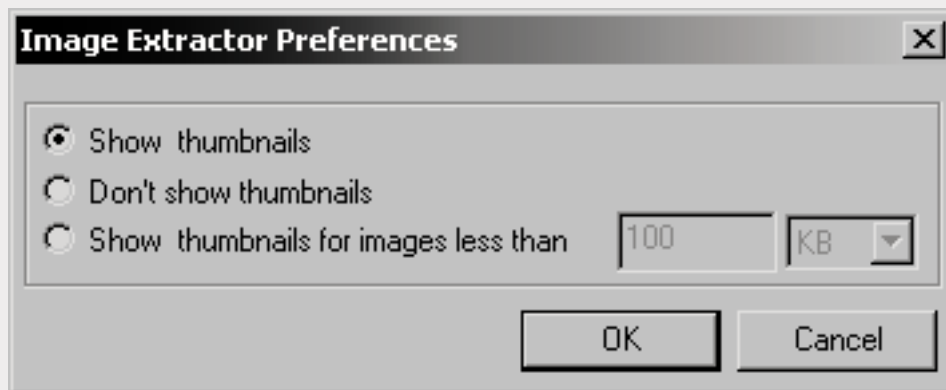 Image Extractor Preferences
Show thumbnails
Don't show thumbnails
Show thumbnails for images less than 100 KB
OK Cancel